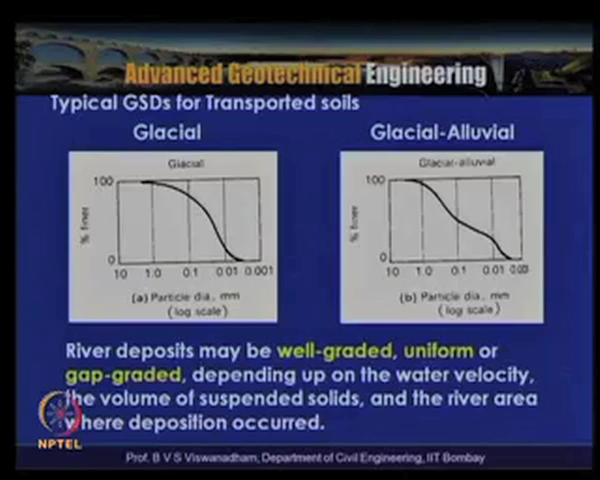 Advanced Geotechnical Engineering
Typical GSDs for Transported soils
Glacial
Glacial-Alluvial
Glacial
100
% finer
0
10 1.0 0.1 0.01 0.001
(a) Particle dia., mm
(log scale)
Glacial-alluvial
100
% finer
0
10 1.0 0.1 0.01
(b) Particle dia., mm
(log scale)
River deposits may be well-graded, uniform or
gap-graded, depending up on the water velocity,
the volume of suspended solids, and the river area
where deposition occurred.
NPTEL
Prof. B V S Viswanadham, Department of Civil Engineering, IIT Bombay